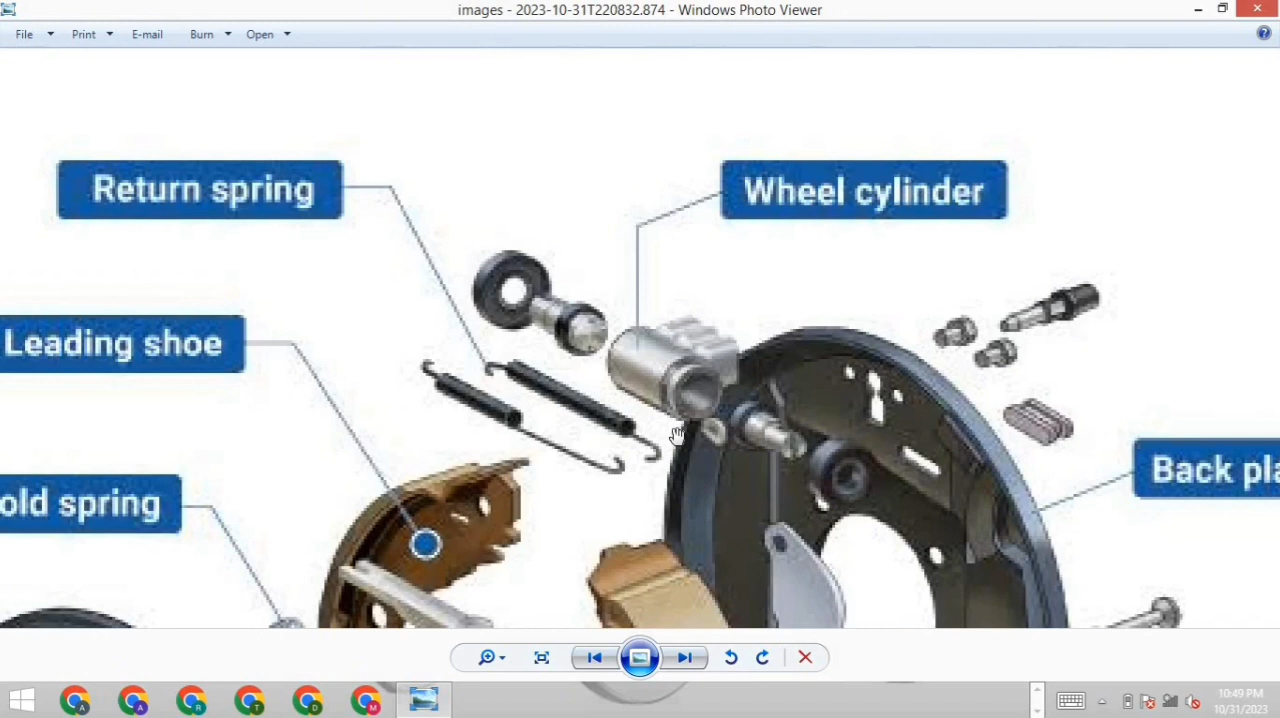 images - 2023-10-31T220832.874 - Windows Photo Viewer
File Print E-mail Burn Open
Return spring
Wheel cylinder
Leading shoe
Back pla
old spring
A
A
R
T
D
M
10:49 PM
10/31/2023